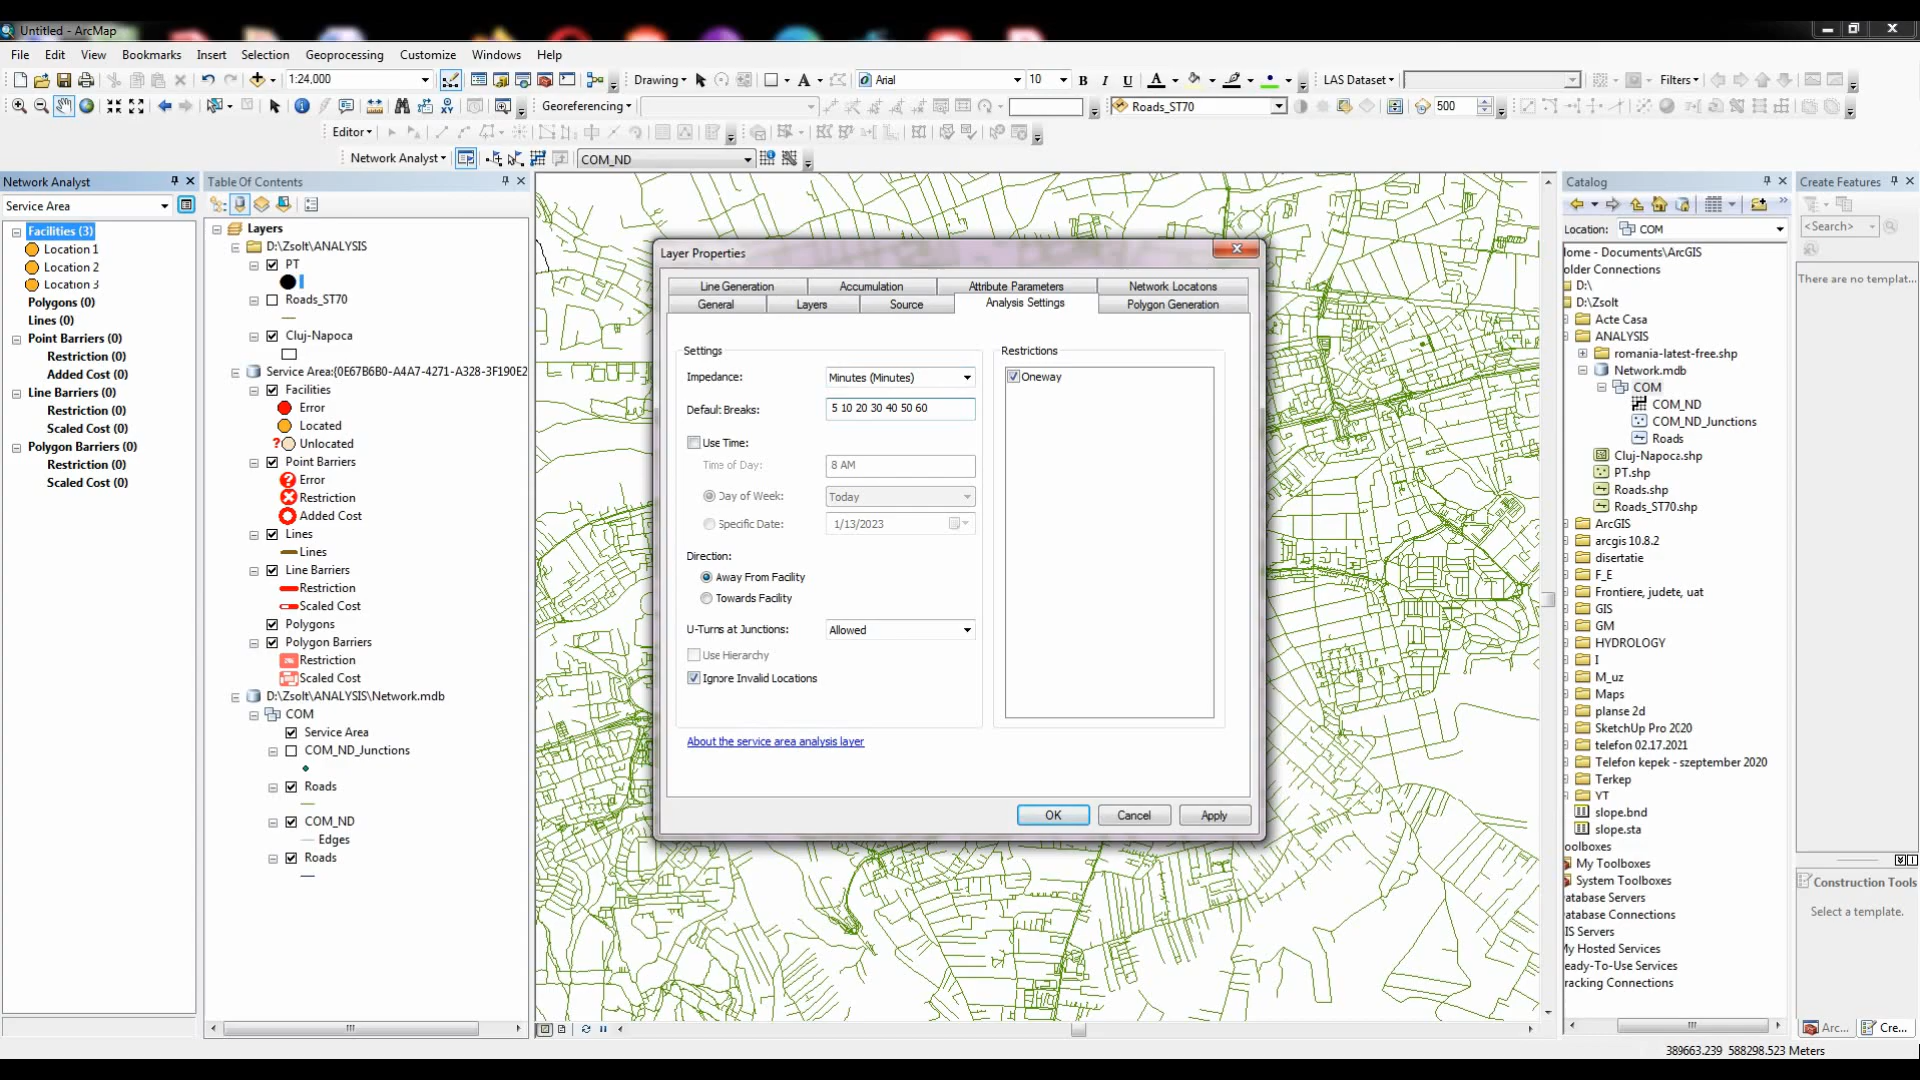 Untitled - ArcMap
File Edit View Bookmarks Insert Selection Geoprocessing Customize Windows Help
1:24,000
Drawing
A
Arial
10
B I U A
LAS Dataset
Filters
Georeferencing
Roads_ST70
500
Editor
Network Analyst
COM_ND
Network Analyst
Service Area
Facilities (3)
Location 1
Location 2
Location 3
Polygons (0)
Lines (0)
Point Barriers (0)
Restriction (0)
Added Cost (0)
Line Barriers (0)
Restriction (0)
Scaled Cost (0)
Polygon Barriers (0)
Restriction (0)
Scaled Cost (0)
Table Of Contents
Layers
D:\Zsolt\ANALYSIS
PT
Roads_ST70
Cluj-Napoca
Service Area:{0E67B6B0-A4A7-4271-A328-3F190E2
Facilities
Error
Located
Unlocated
Point Barriers
Error
Restriction
Added Cost
Lines
Lines
Line Barriers
Restriction
Scaled Cost
Polygons
Polygon Barriers
Restriction
Scaled Cost
D:\Zsolt\ANALYSIS\Network.mdb
COM
Service Area
COM_ND_Junctions
Roads
COM_ND
Edges
Roads
Layer Properties
Line Generation Accumulation Attribute Parameters Network Locatons
General Layers Source Analysis Settings Polygon Generation
Settings
Impedance: Minutes (Minutes)
Default Breaks: 5 10 20 30 40 50 60
Use Time:
Time of Day: 8 AM
Day of Week: Today
Specific Date: 1/13/2023
Direction:
Away From Facility
Towards Facility
U-Turns at Junctions: Allowed
Use Hierarchy
Ignore Invalid Locations
About the service area analysis layer
Restrictions
Oneway
OK Cancel Apply
Catalog
Location: COM
Home - Documents\ArcGIS
older Connections
D:\
D:\Zsolt
Acte Casa
ANALYSIS
romania-latest-free.shp
Network.mdb
COM
COM_ND
COM_ND_Junctions
Roads
Cluj-Napoca.shp
PT.shp
Roads.shp
Roads_ST70.shp
ArcGIS
arcgis 10.8.2
disertatie
F_E
Frontiere, judete, uat
GIS
GM
HYDROLOGY
I
M_uz
Maps
planse 2d
SketchUp Pro 2020
telefon 02.17.2021
Telefon kepek - szeptember 2020
Terkep
YT
slope.bnd
slope.sta
oolboxes
My Toolboxes
System Toolboxes
atabase Servers
atabase Connections
IS Servers
My Hosted Services
eady-To-Use Services
racking Connections
Create Features
<Search>
There are no templat...
Construction Tools
Select a template.
Arc... Cre...
389663.239 588298.523 Meters